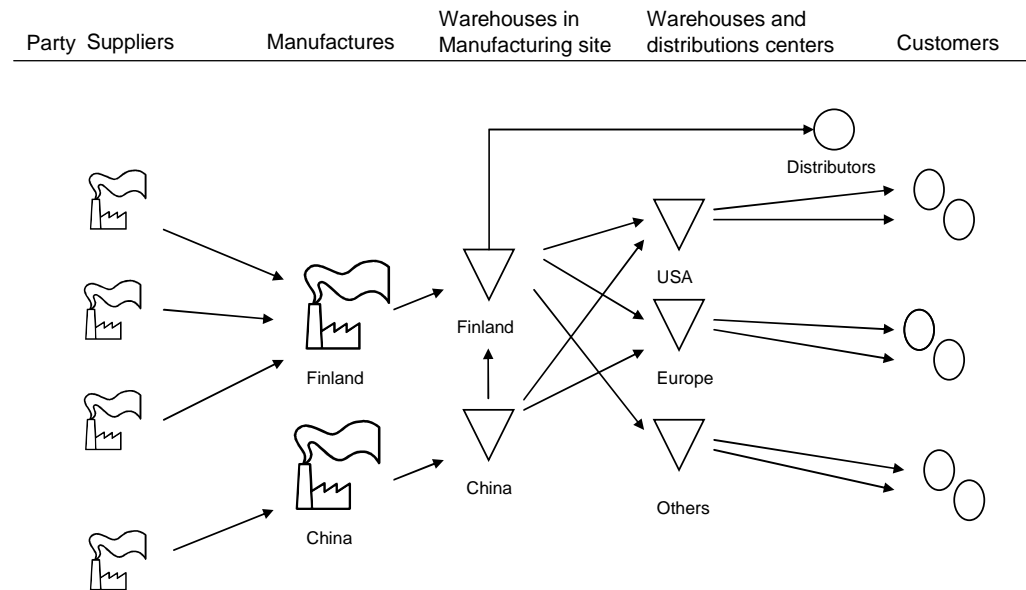 Party
Suppliers
Manufactures
Warehouses in
Manufacturing site
Warehouses and
distributions centers
Customers
Distributors
USA
Finland
Finland
Europe
China
Others
China